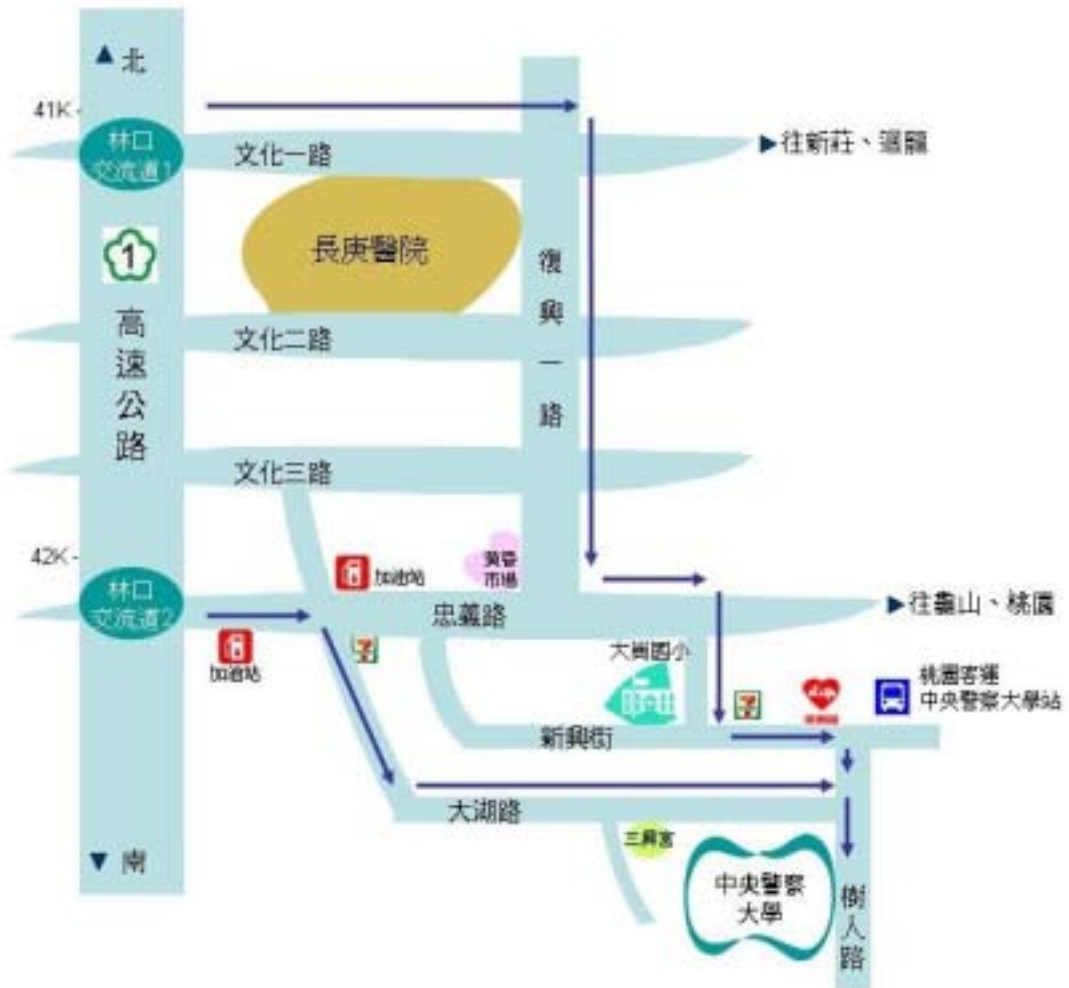 北
41K
林口
交流道1
文化一路
往新莊、迴龍
1
長庚醫院
復興一路
高速公路
文化二路
文化三路
42K
林口
交流道2
加油站
黃昏
市場
忠義路
往龜山、桃園
加油站
7
大崗國小
7
桃園客運
中央警察大學站
新興街
大湖路
三興宮
中央警察
大學
樹人路
南